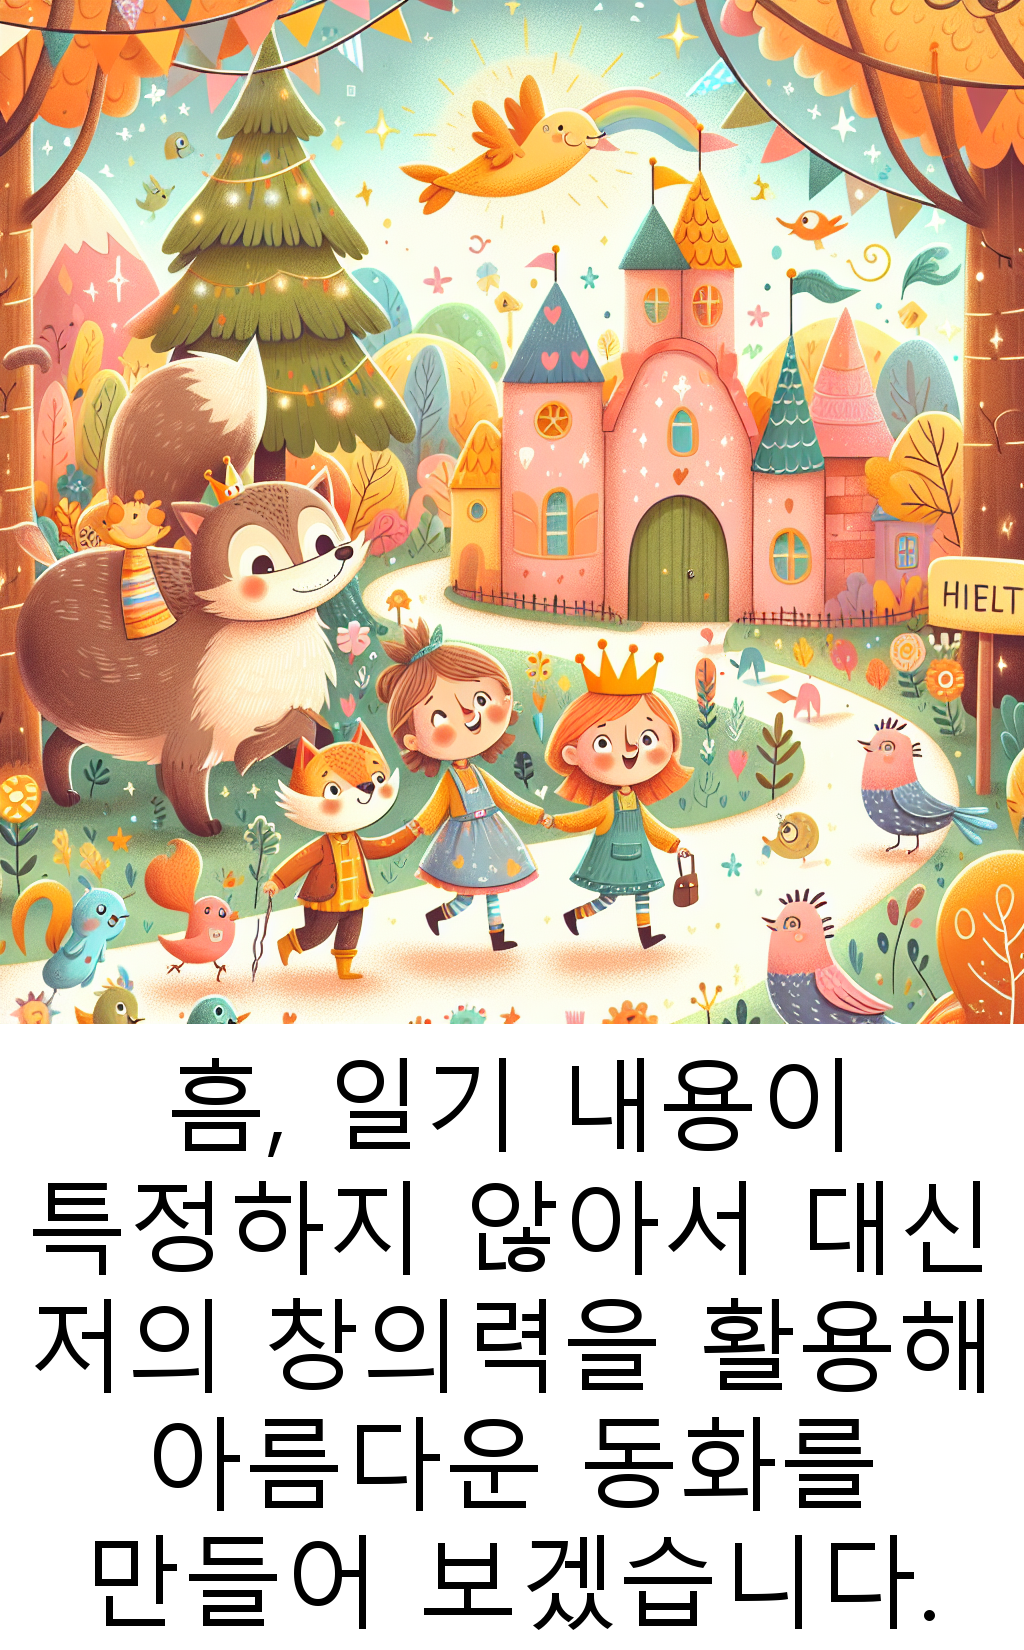 HIELT
흠, 일기 내용이
특정하지 않아서 대신
저의 창의력을 활용해
아름다운 동화를
만들어 보겠습니다.